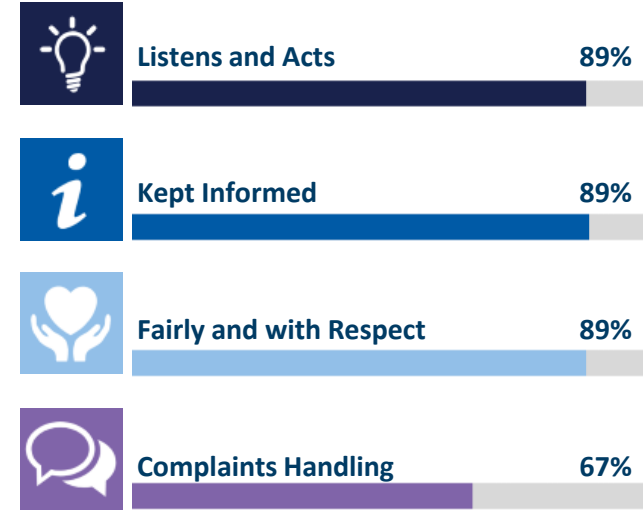 Listens and Acts 89%
Kept Informed 89%
Fairly and with Respect 89%
Complaints Handling 67%